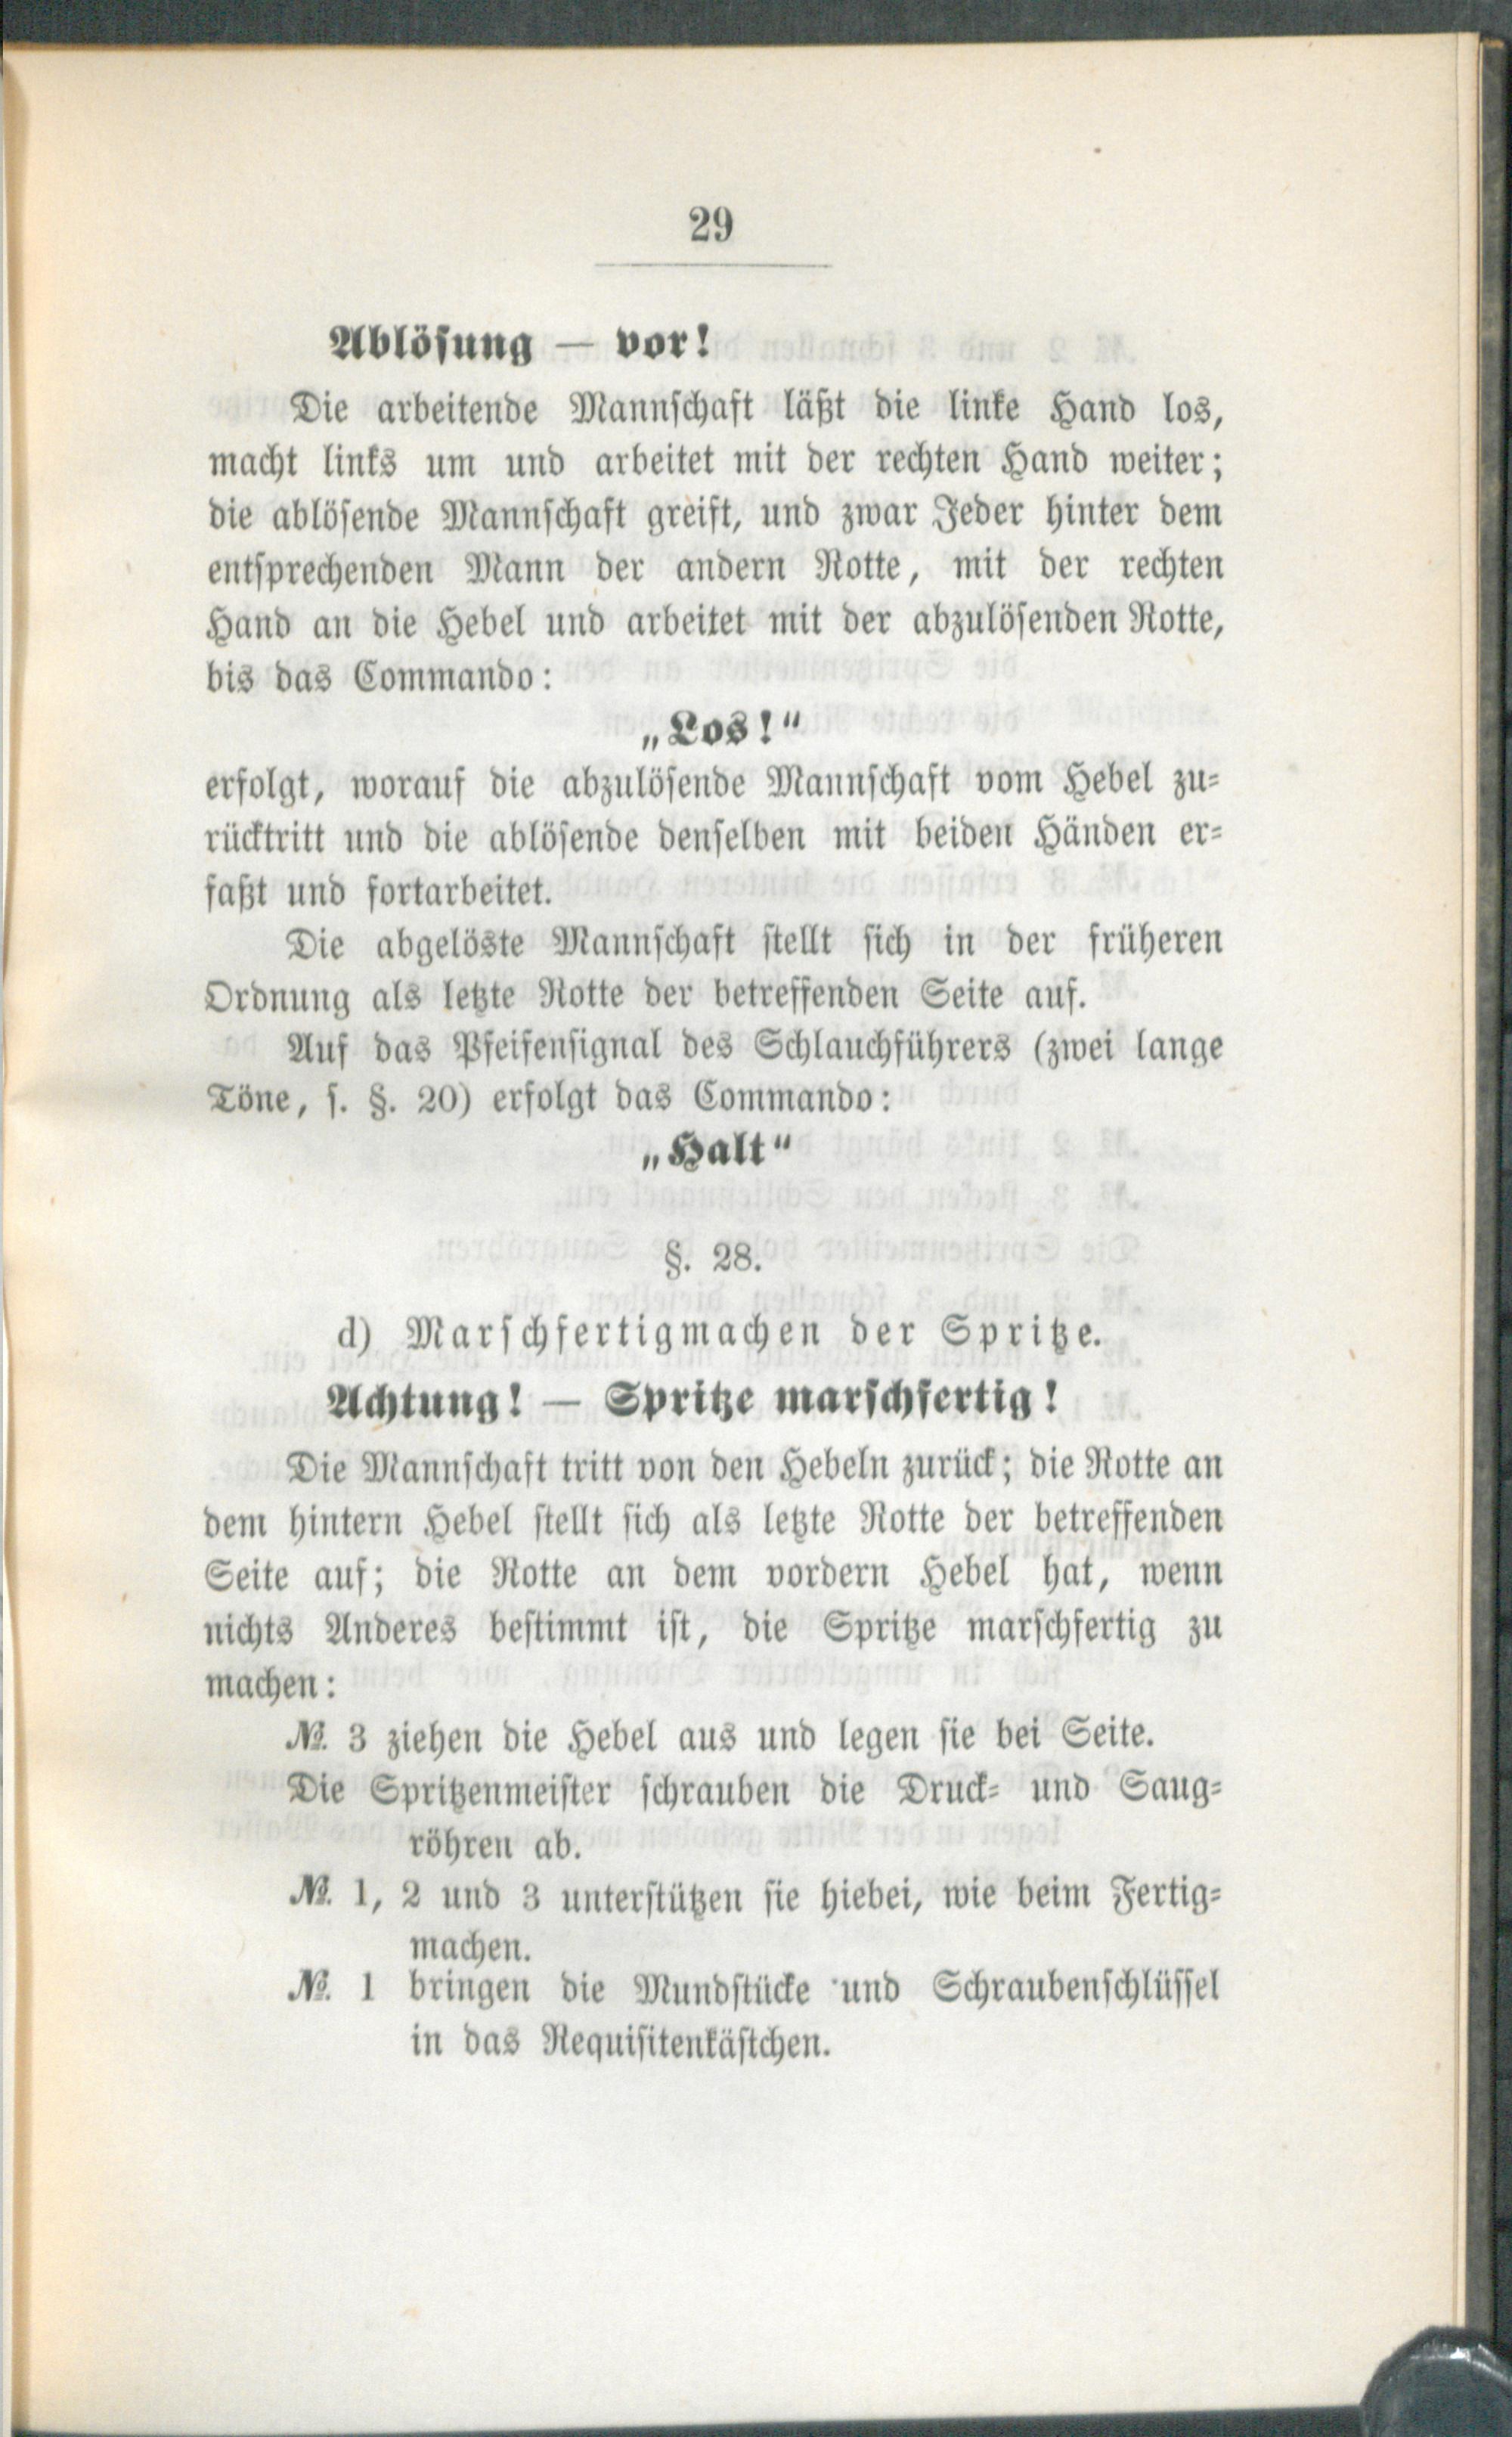 29
Ablösung — vor!
Die arbeitende Mannschaft läßt die linke Hand los,
macht links um und arbeitet mit der rechten Hand weiter;
die ablösende Mannschaft greift, und zwar Jeder hinter dem
entsprechenden Mann der andern Rotte, mit der rechten
Hand an die Hebel und arbeitet mit der abzulösenden Rotte,
bis das Commando:
„Los!“
erfolgt, worauf die abzulösende Mannschaft vom Hebel zu-
rücktritt und die ablösende denselben mit beiden Händen er-
faßt und fortarbeitet.
Die abgelöste Mannschaft stellt sich in der früheren
Ordnung als letzte Rotte der betreffenden Seite auf.
Auf das Pfeifensignal des Schlauchführers (zwei lange
Töne, s. §. 20) erfolgt das Commando:
„Halt“
§. 28.
d) Marschfertigmachen der Spritze.
Achtung! — Spritze marschfertig!
Die Mannschaft tritt von den Hebeln zurück; die Rotte an
dem hintern Hebel stellt sich als letzte Rotte der betreffenden
Seite auf; die Rotte an dem vordern Hebel hat, wenn
nichts Anderes bestimmt ist, die Spritze marschfertig zu
machen:
№. 3 ziehen die Hebel aus und legen sie bei Seite.
Die Spritzenmeister schrauben die Druck- und Saug-
röhren ab.
№. 1, 2 und 3 unterstützen sie hiebei, wie beim Fertig-
machen.
№. 1 bringen die Mundstücke und Schraubenschlüssel
in das Requisitenkästchen.